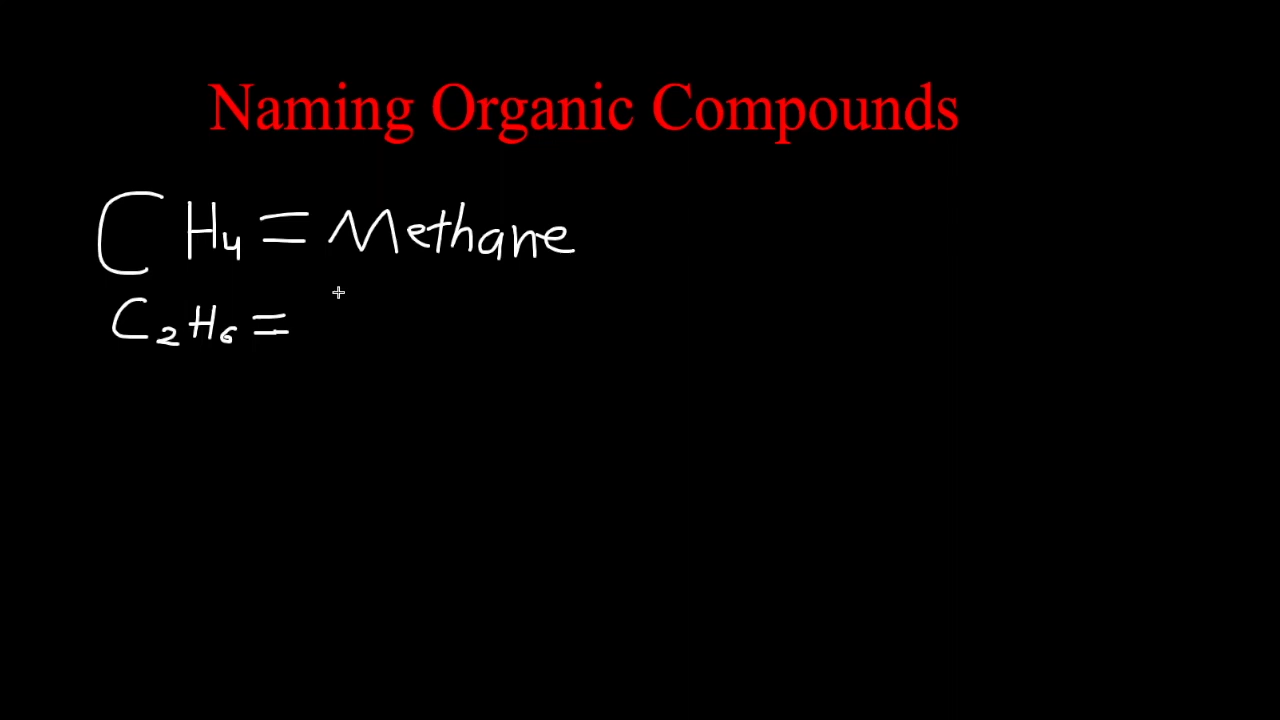 Naming Organic Compounds
CH₄ = Methane
C₂H₆ =